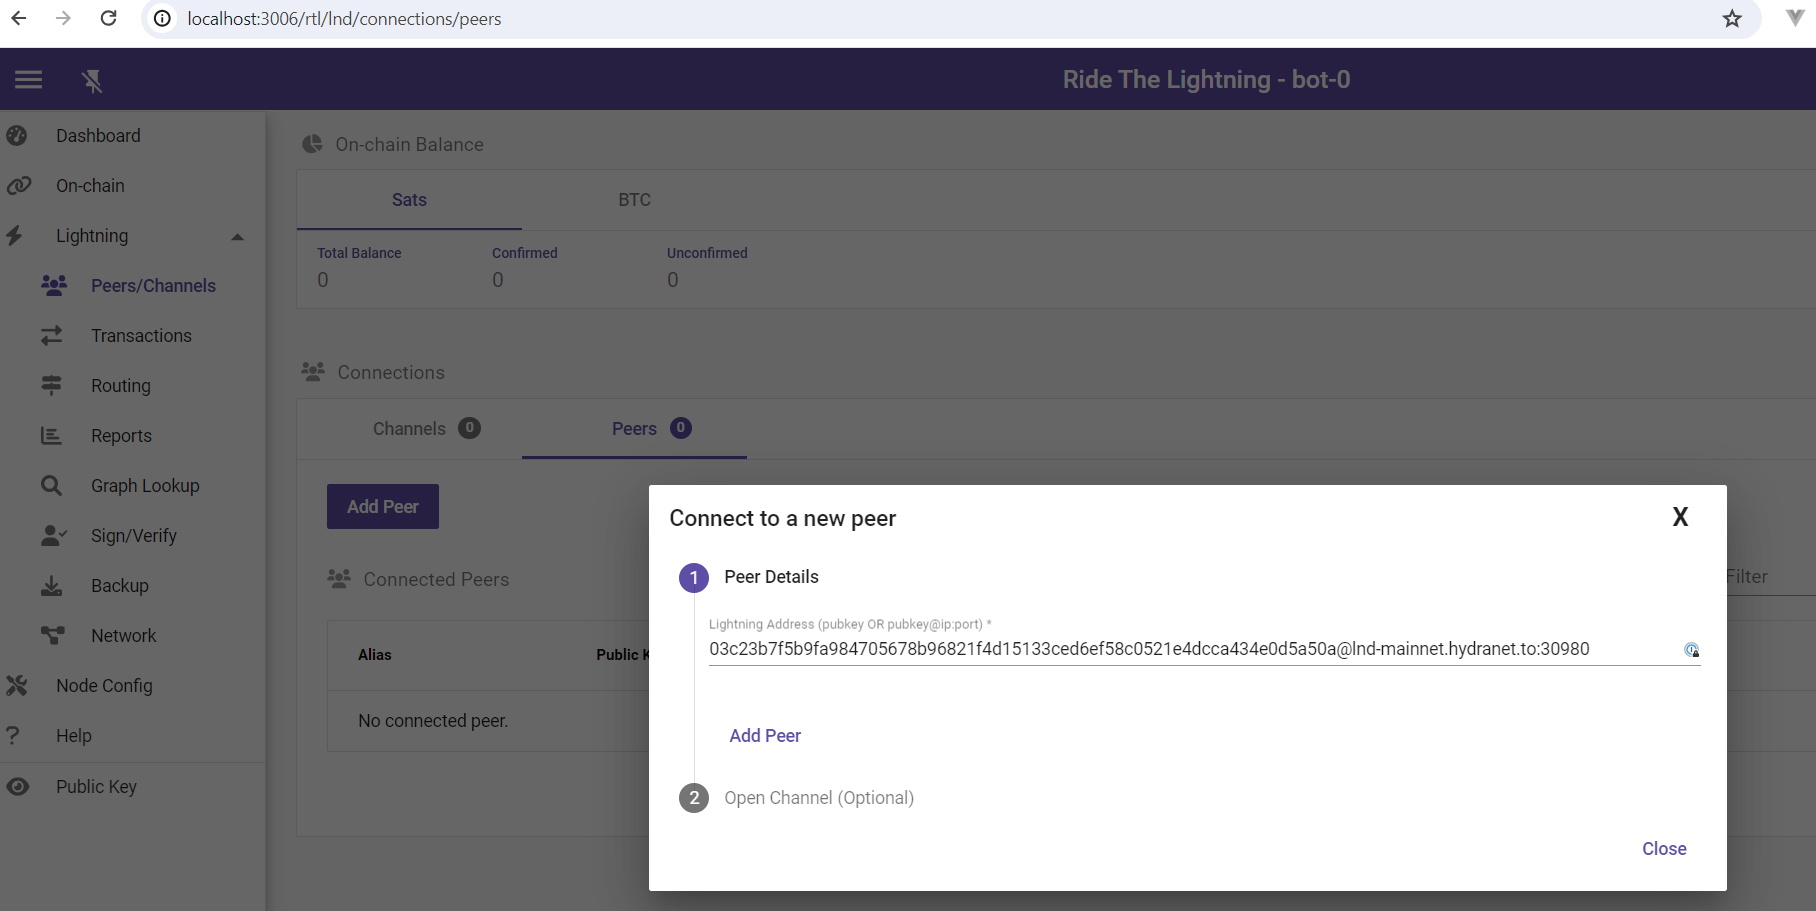 localhost:3006/rtl/lnd/connections/peers
Ride The Lightning - bot-0
Dashboard
On-chain
Lightning
Peers/Channels
Transactions
Routing
Reports
Graph Lookup
Sign/Verify
Backup
Network
Node Config
Help
Public Key
On-chain Balance
Sats BTC
Total Balance Confirmed Unconfirmed
0 0 0
Connections
Channels 0 Peers 0
Add Peer
Connected Peers
Filter
Alias Public K
No connected peer.
Connect to a new peer X
1 Peer Details
Lightning Address (pubkey OR pubkey@ip:port) *
03c23b7f5b9fa984705678b96821f4d15133ced6ef58c0521e4dcca434e0d5a50a@lnd-mainnet.hydranet.to:30980
Add Peer
2 Open Channel (Optional)
Close